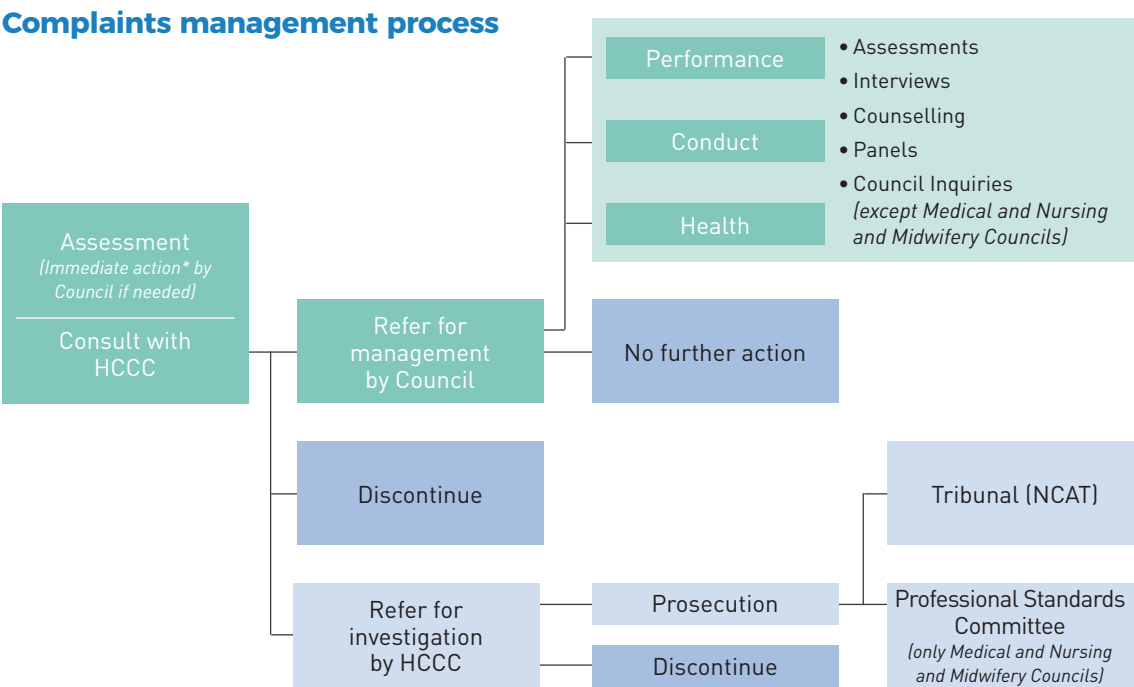 Complaints management process
Performance
Conduct
Health
• Assessments
• Interviews
• Counselling
• Panels
• Council Inquiries
(except Medical and Nursing
and Midwifery Councils)
Assessment
(Immediate action* by
Council if needed)
Consult with
HCCC
Refer for
management
by Council
No further action
Discontinue
Tribunal (NCAT)
Refer for
investigation
by HCCC
Prosecution
Discontinue
Professional Standards
Committee
(only Medical and Nursing
and Midwifery Councils)